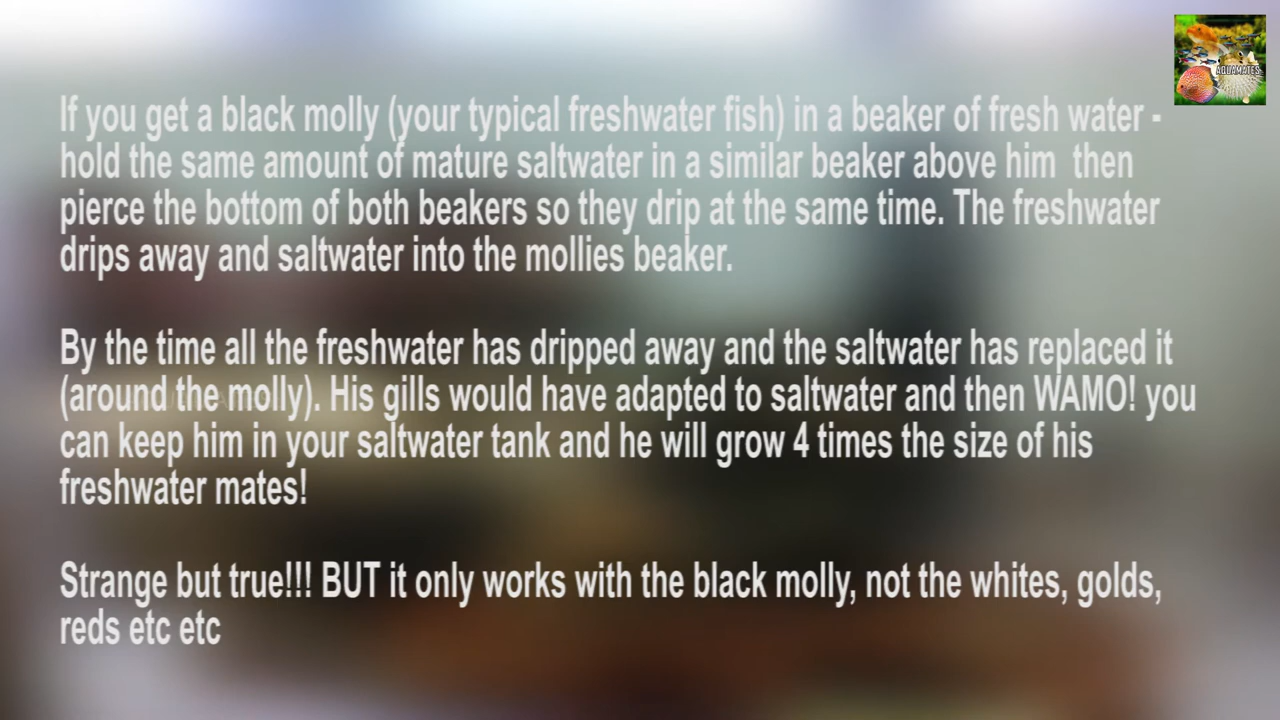 AQUAMATES
If you get a black molly (your typical freshwater fish) in a beaker of fresh water -
hold the same amount of mature saltwater in a similar beaker above him  then
pierce the bottom of both beakers so they drip at the same time. The freshwater
drips away and saltwater into the mollies beaker.
By the time all the freshwater has dripped away and the saltwater has replaced it
(around the molly). His gills would have adapted to saltwater and then WAMO! you
can keep him in your saltwater tank and he will grow 4 times the size of his
freshwater mates!
Strange but true!!! BUT it only works with the black molly, not the whites, golds,
reds etc etc